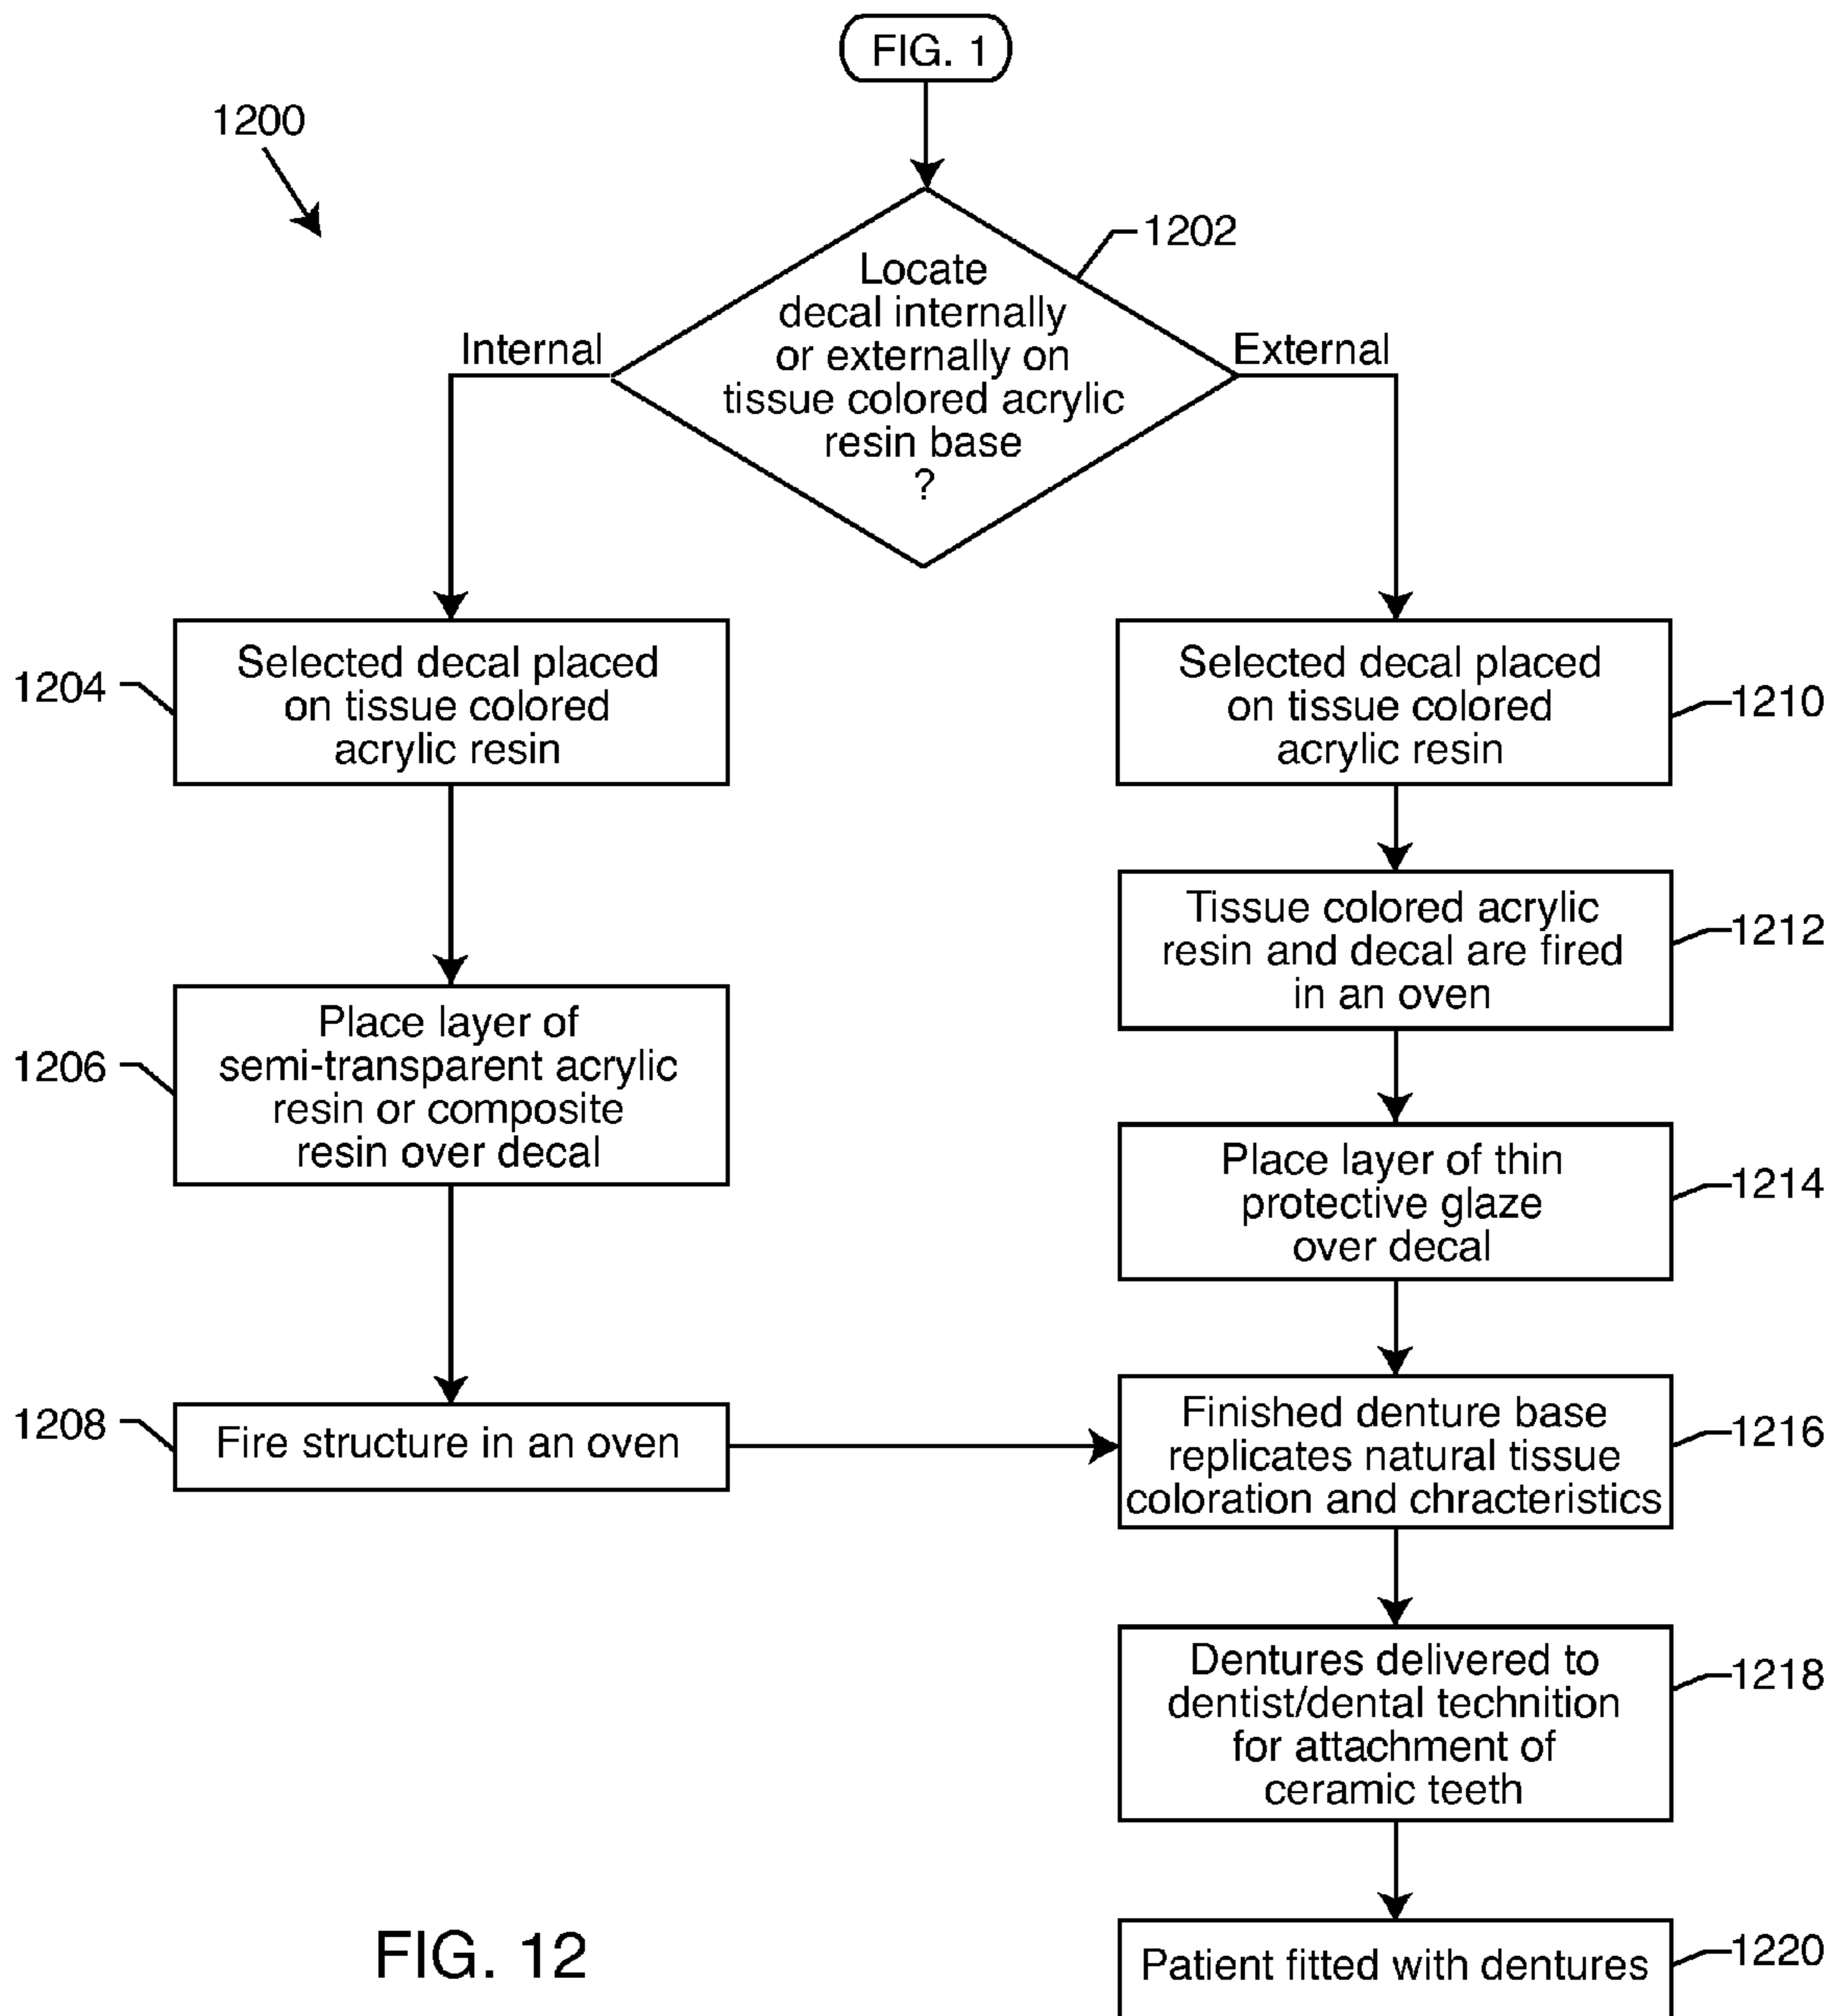 FIG. 1
1200
1202
Locate
decal internally
or externally on
tissue colored acrylic
resin base
?
Internal
External
1204
Selected decal placed
on tissue colored
acrylic resin
Selected decal placed
on tissue colored
acrylic resin
1210
Tissue colored acrylic
resin and decal are fired
in an oven
1212
1206
Place layer of
semi-transparent acrylic
resin or composite
resin over decal
Place layer of thin
protective glaze
over decal
1214
1208
Fire structure in an oven
Finished denture base
replicates natural tissue
coloration and chracteristics
1216
Dentures delivered to
dentist/dental technition
for attachment of
ceramic teeth
1218
FIG. 12
Patient fitted with dentures
1220